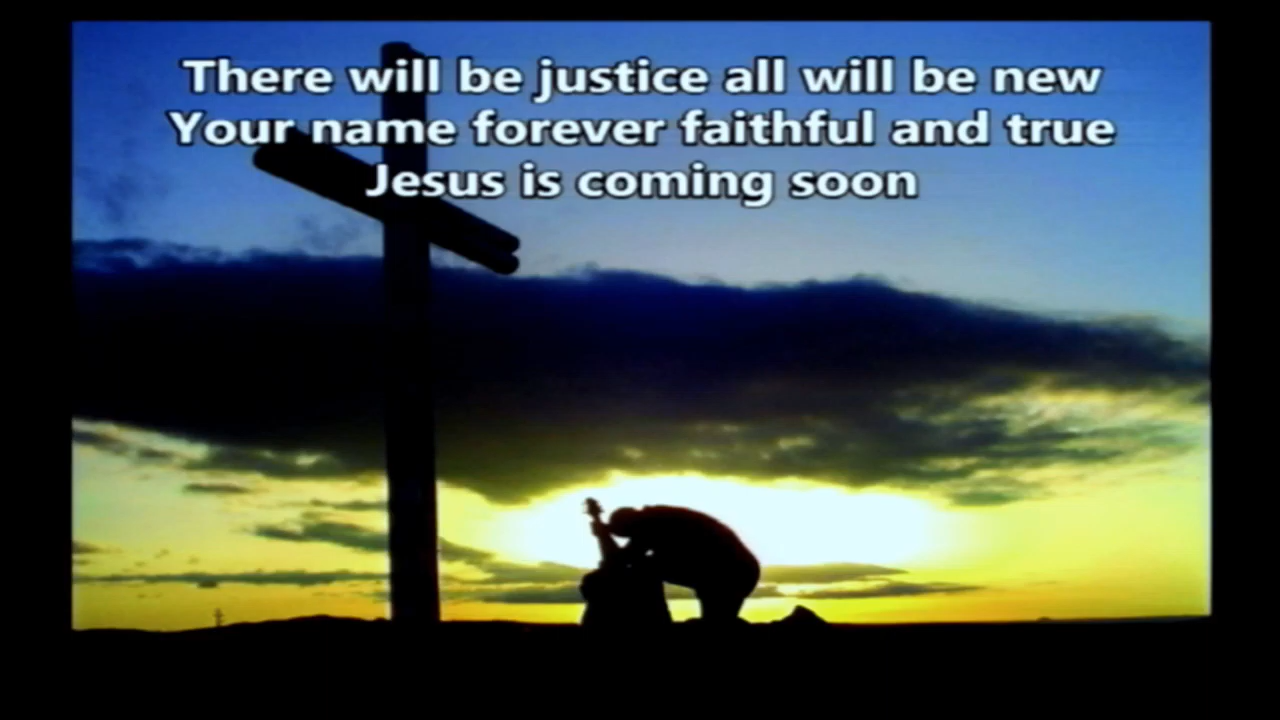 There will be justice all will be new
Your name forever faithful and true
Jesus is coming soon